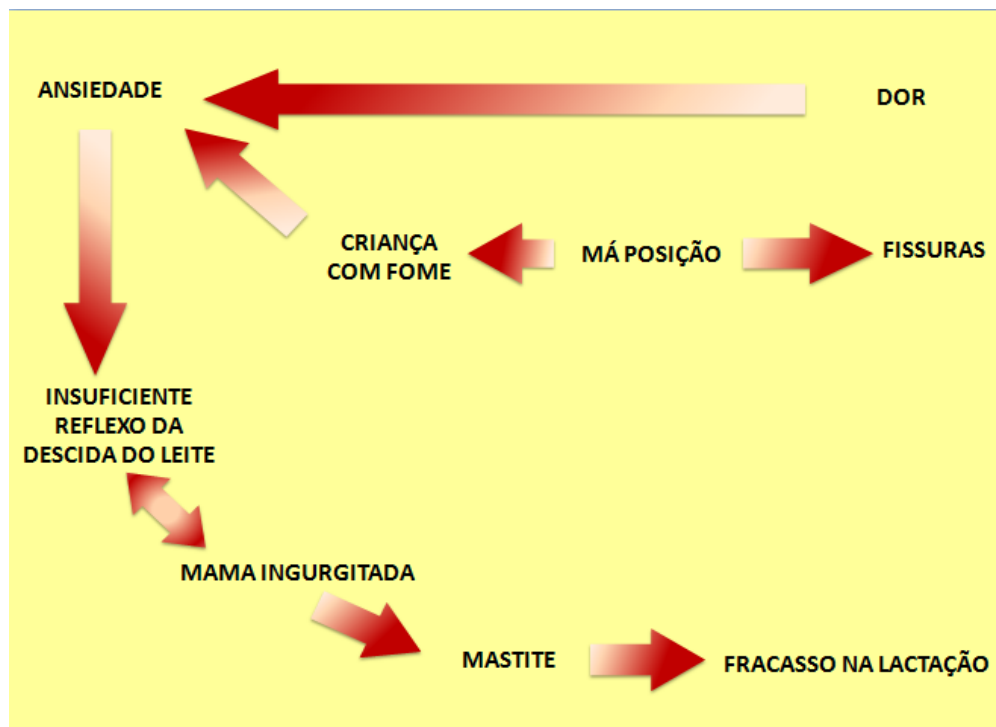 ANSIEDADE
DOR
CRIANÇA
COM FOME
MÁ POSIÇÃO
FISSURAS
INSUFICIENTE
REFLEXO DA
DESCIDA DO LEITE
MAMA INGURGITADA
MASTITE
FRACASSO NA LACTAÇÃO